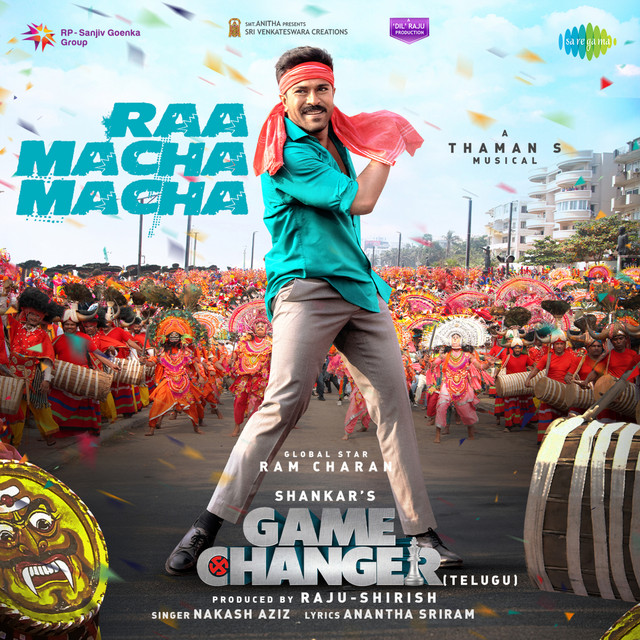 RP-Sanjiv Goenka
Group
SMT. ANITHA PRESENTS
SRI VENKATESWARA CREATIONS
A
'DIL' RAJU
PRODUCTION
saregama
RAA
MACHA
MACHA
A
THAMAN S
MUSICAL
GLOBAL STAR
RAM CHARAN
SHANKAR'S
GAME
CHANGER
(TELUGU)
PRODUCED BY RAJU-SHIRISH
SINGER NAKASH AZIZ LYRICS ANANTHA SRIRAM